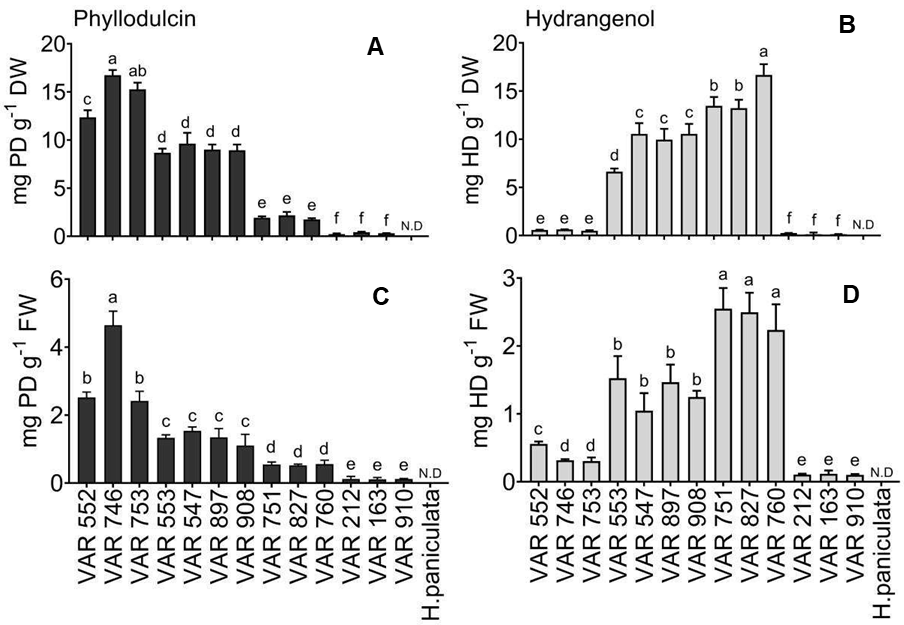 Phyllodulcin
A
mg PD g⁻¹ DW
20
15
10
5
0
c
a
ab
d
d
d
d
e
e
e
f
f
f
N.D
Hydrangenol
B
mg HD g⁻¹ DW
20
15
10
5
0
e
e
e
d
c
c
c
b
b
a
f
f
f
N.D
C
mg PD g⁻¹ FW
6
4
2
0
b
a
b
c
c
c
c
d
d
d
e
e
e
N.D
VAR 552
VAR 746
VAR 753
VAR 553
VAR 547
VAR 897
VAR 908
VAR 751
VAR 827
VAR 760
VAR 212
VAR 163
VAR 910
H.paniculata
D
mg HD g⁻¹ FW
3
2
1
0
c
d
d
b
b
b
b
a
a
a
e
e
e
N.D
VAR 552
VAR 746
VAR 753
VAR 553
VAR 547
VAR 897
VAR 908
VAR 751
VAR 827
VAR 760
VAR 212
VAR 163
VAR 910
H.paniculata